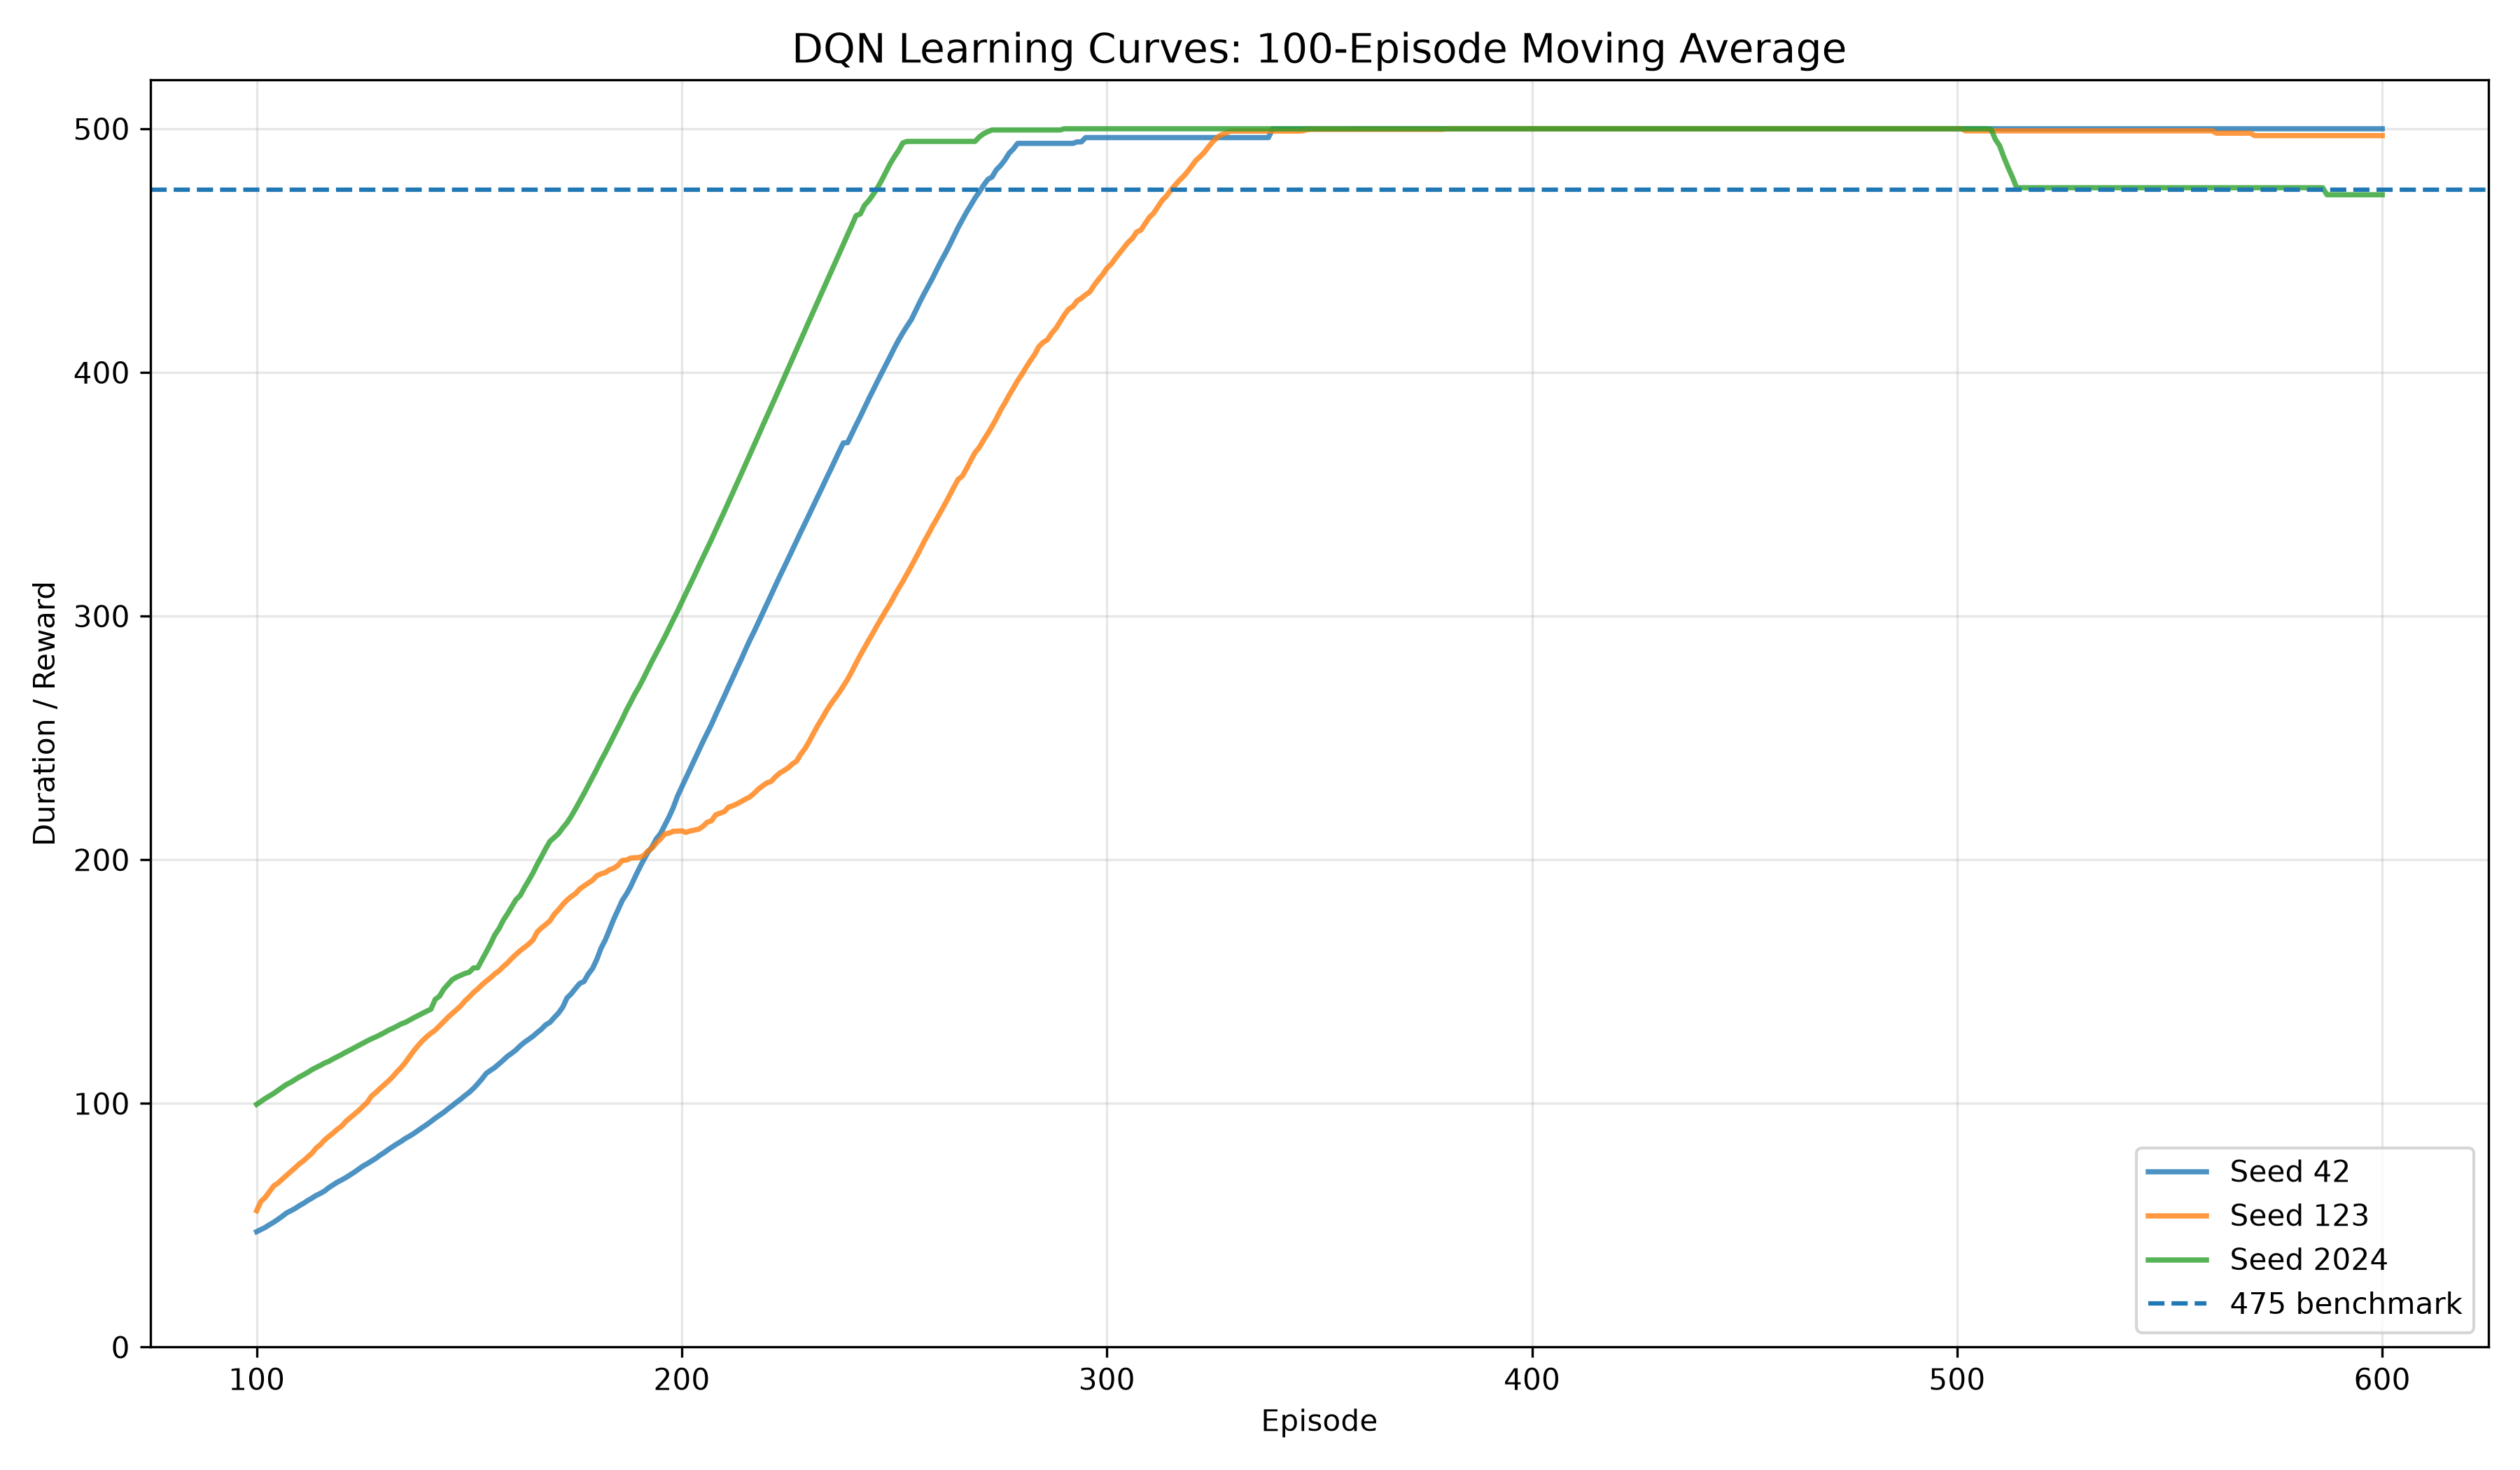 DQN Learning Curves: 100-Episode Moving Average
Duration / Reward
500
400
300
200
100
0
100 200 300 400 500 600
Episode
Seed 42
Seed 123
Seed 2024
475 benchmark